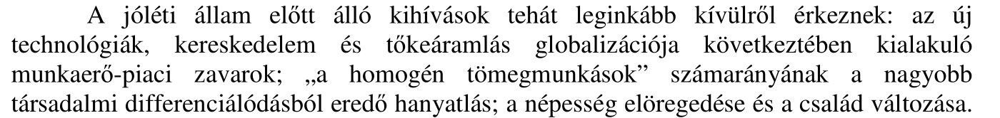 A jóléti állam előtt álló kihívások tehát leginkább kívülről érkeznek: az új
technológiák, kereskedelem és tőkeáramlás globalizációja következtében kialakuló
munkaerő-piaci zavarok; „a homogén tömegmunkások” számarányának a nagyobb
társadalmi differenciálódásból eredő hanyatlás; a népesség elöregedése és a család változása.